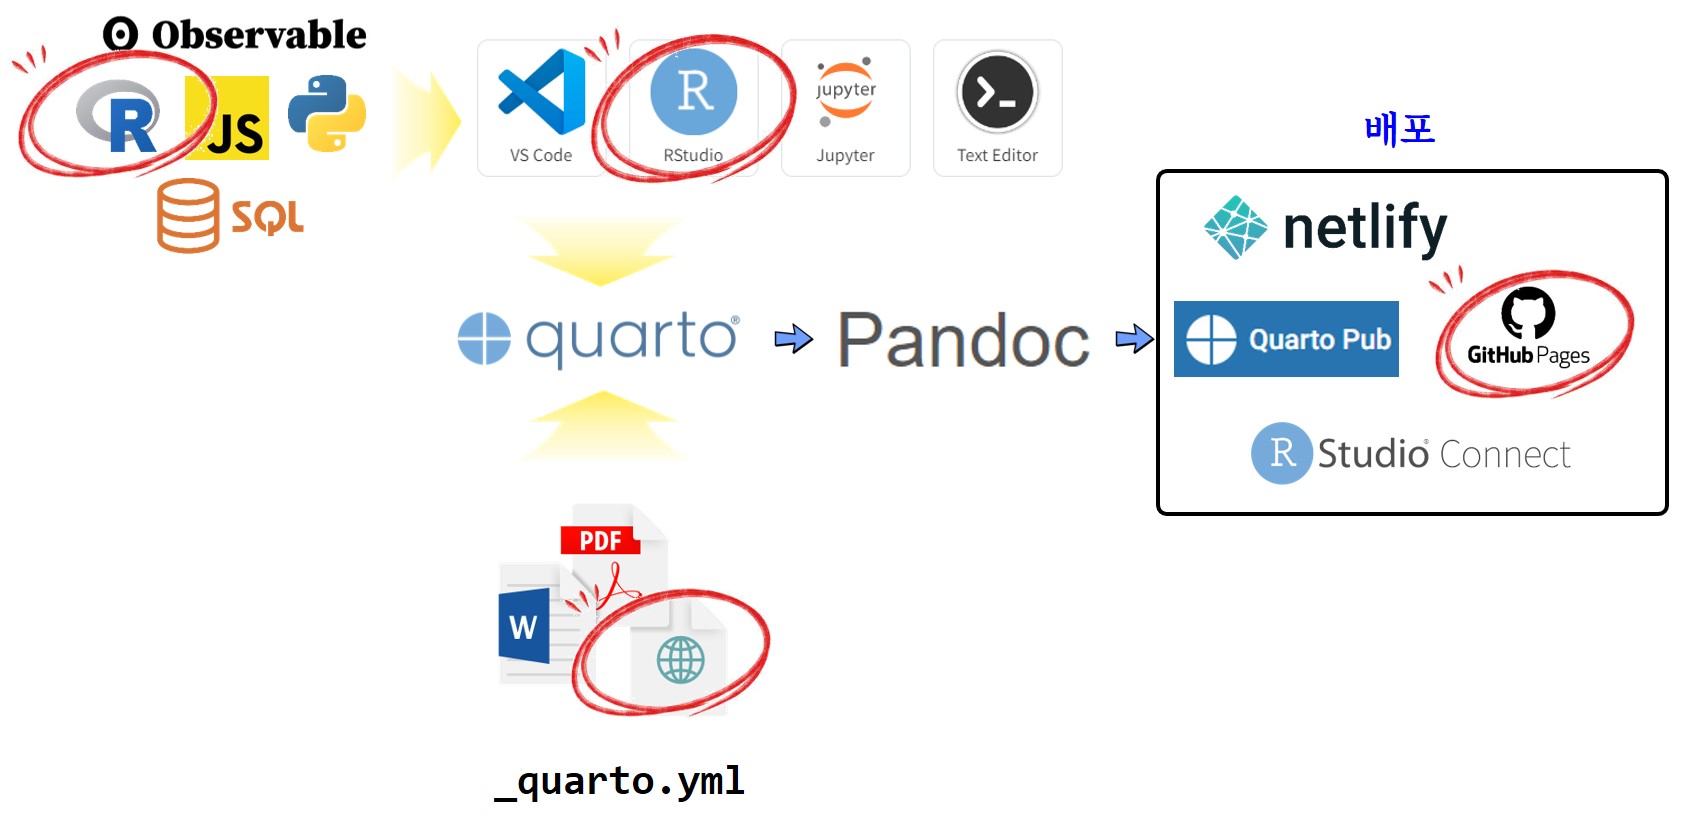 Observable
R
JS
SQL
VS Code
R
RStudio
jupyter
Jupyter
Text Editor
배포
netlify
quarto®
Pandoc
Quarto Pub
GitHub Pages
R Studio® Connect
PDF
W
_quarto.yml